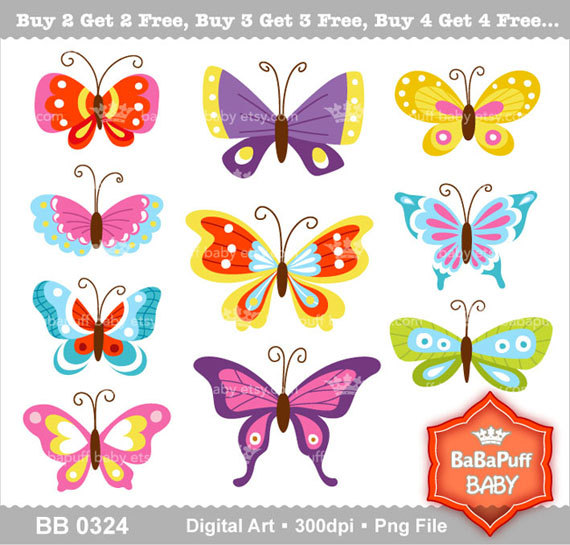 Buy 2 Get 2 Free, Buy 3 Get 3 Free, Buy 4 Get 4 Free...
BaBaPuff
BABY
BB 0324
Digital Art • 300dpi • Png File